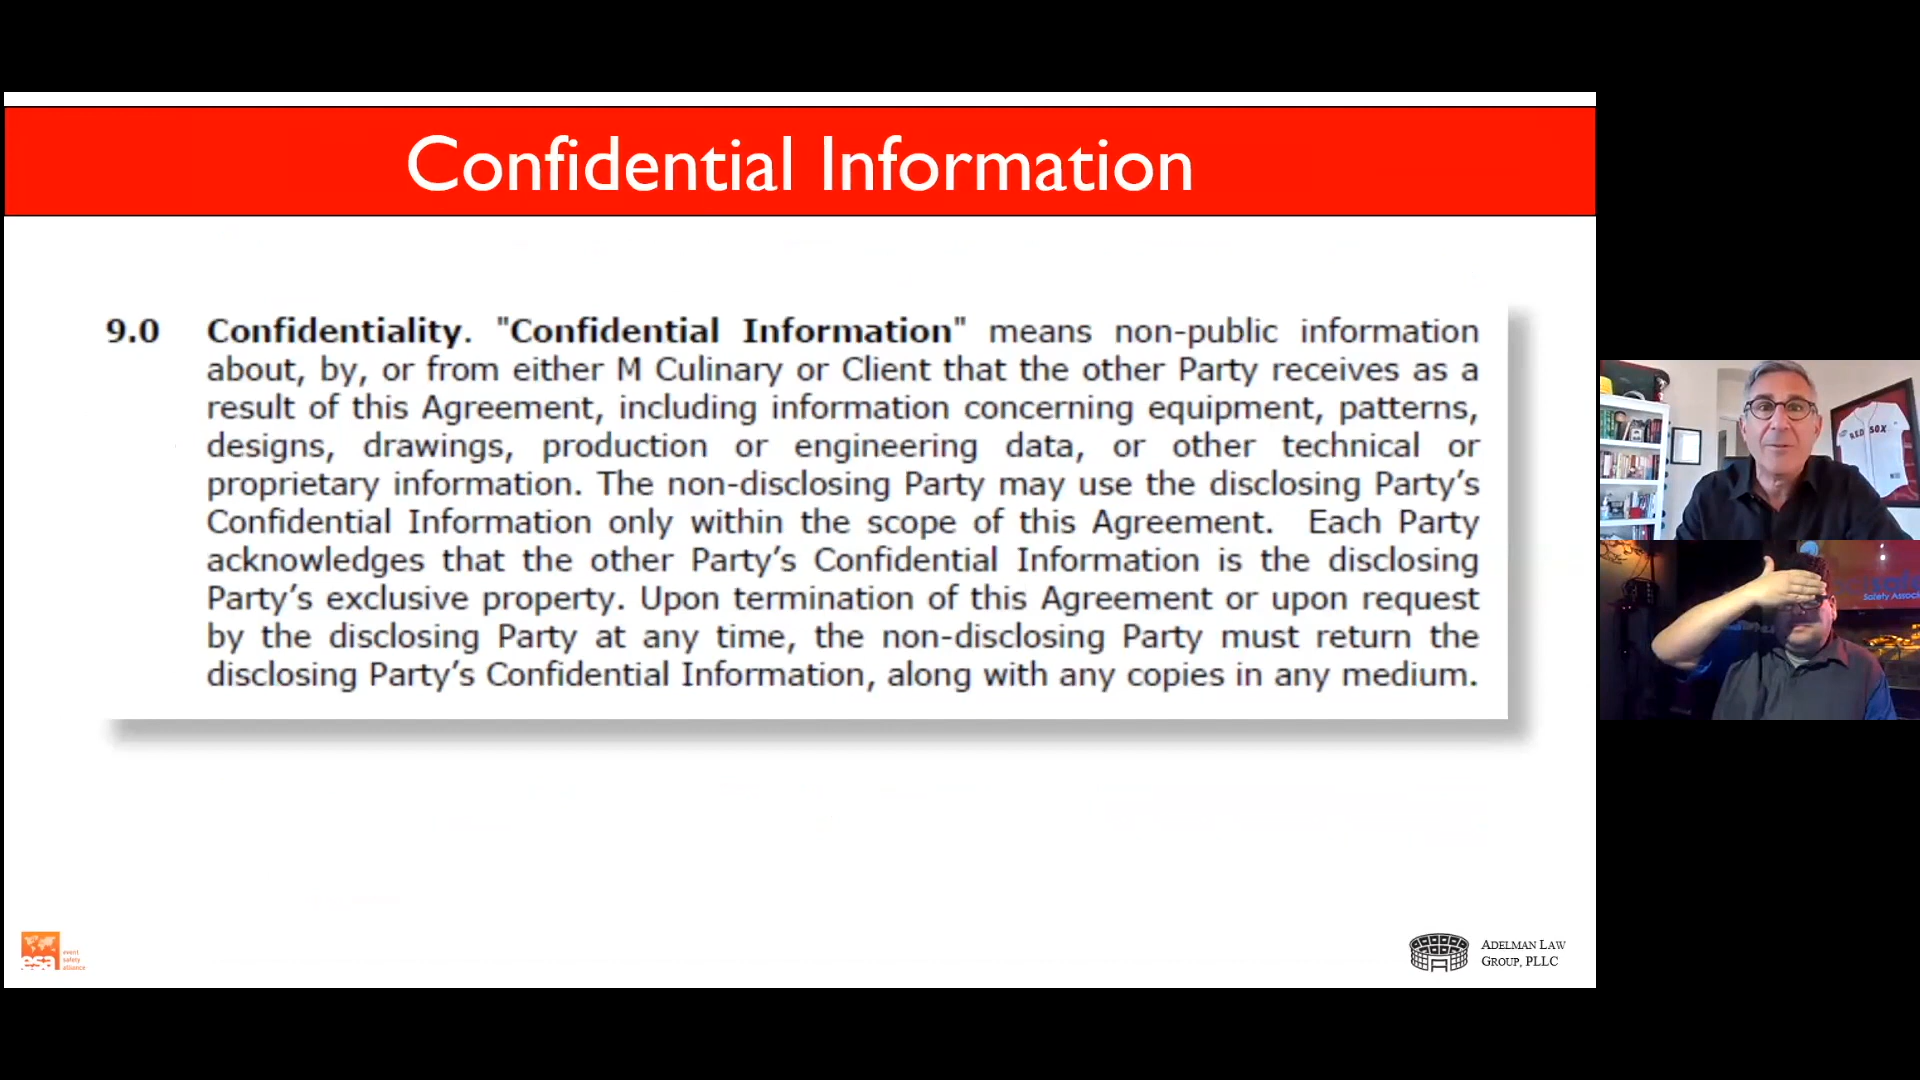 Confidential Information
9.0 Confidentiality. "Confidential Information" means non-public information
about, by, or from either M Culinary or Client that the other Party receives as a
result of this Agreement, including information concerning equipment, patterns,
designs, drawings, production or engineering data, or other technical or
proprietary information. The non-disclosing Party may use the disclosing Party’s
Confidential Information only within the scope of this Agreement. Each Party
acknowledges that the other Party’s Confidential Information is the disclosing
Party’s exclusive property. Upon termination of this Agreement or upon request
by the disclosing Party at any time, the non-disclosing Party must return the
disclosing Party’s Confidential Information, along with any copies in any medium.
RED SOX
Safety Associ
esa
event
safety
alliance
ADELMAN LAW
GROUP, PLLC